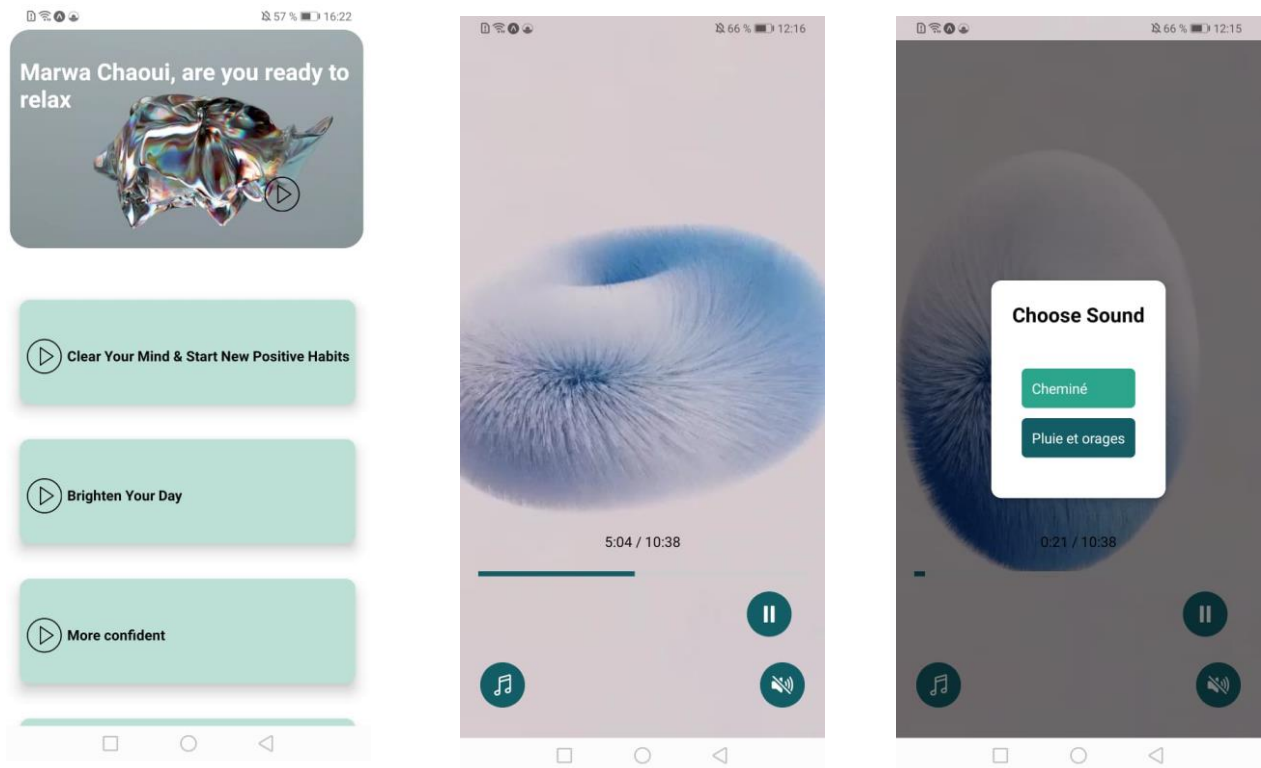 57 % 16:22
Marwa Chaoui, are you ready to
relax
Clear Your Mind & Start New Positive Habits
Brighten Your Day
More confident
66 % 12:16
5:04 / 10:38
66 % 12:15
Choose Sound
Cheminé
Pluie et orages
0:21 / 10:38